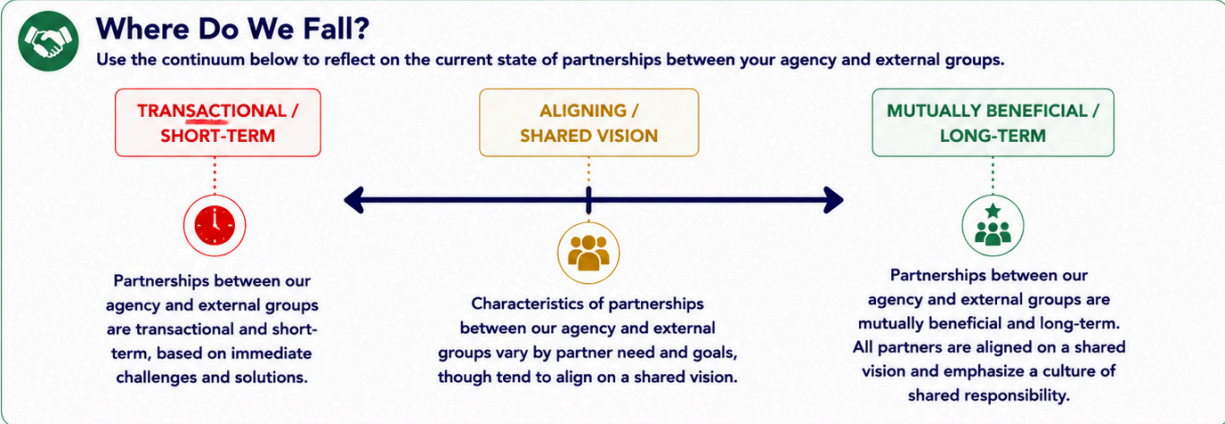 Where Do We Fall?
Use the continuum below to reflect on the current state of partnerships between your agency and external groups.
TRANSACTIONAL /
SHORT-TERM
ALIGNING /
SHARED VISION
MUTUALLY BENEFICIAL /
LONG-TERM
Partnerships between our
agency and external groups
are transactional and short-
term, based on immediate
challenges and solutions.
Characteristics of partnerships
between our agency and external
groups vary by partner need and goals,
though tend to align on a shared vision.
Partnerships between our
agency and external groups are
mutually beneficial and long-term.
All partners are aligned on a shared
vision and emphasize a culture of
shared responsibility.